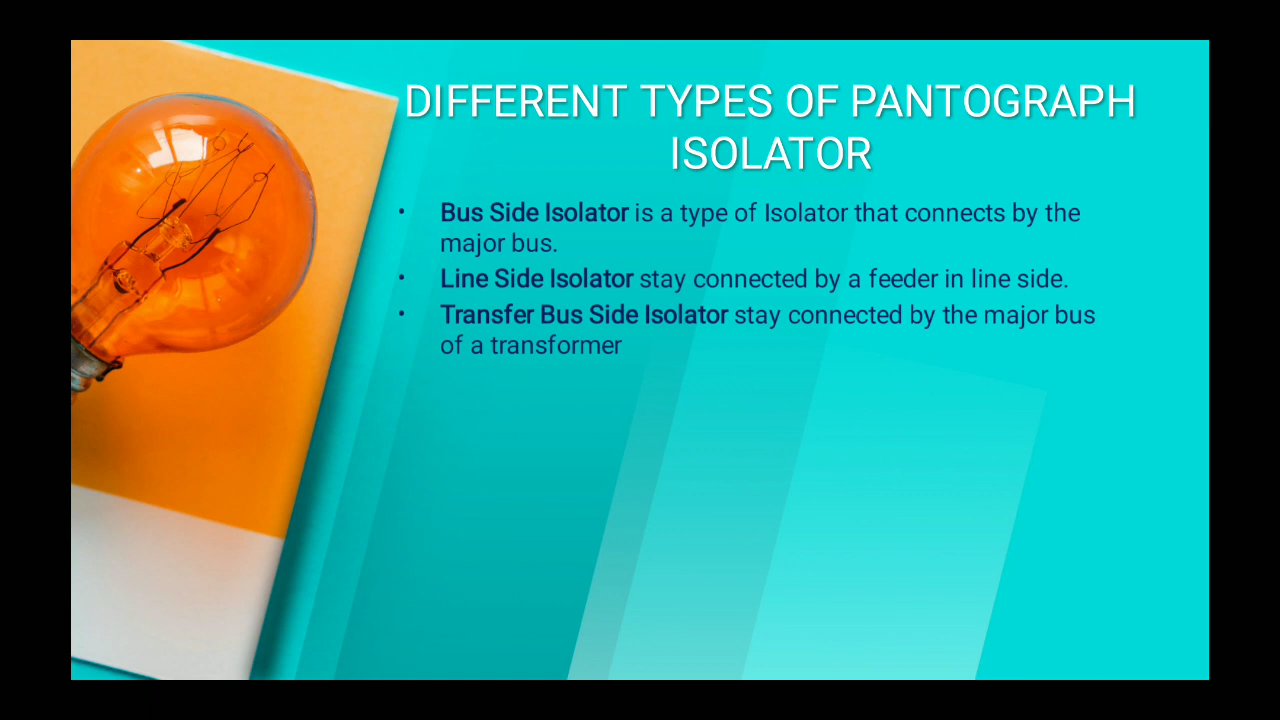 DIFFERENT TYPES OF PANTOGRAPH
ISOLATOR
• Bus Side Isolator is a type of Isolator that connects by the
major bus.
• Line Side Isolator stay connected by a feeder in line side.
• Transfer Bus Side Isolator stay connected by the major bus
of a transformer